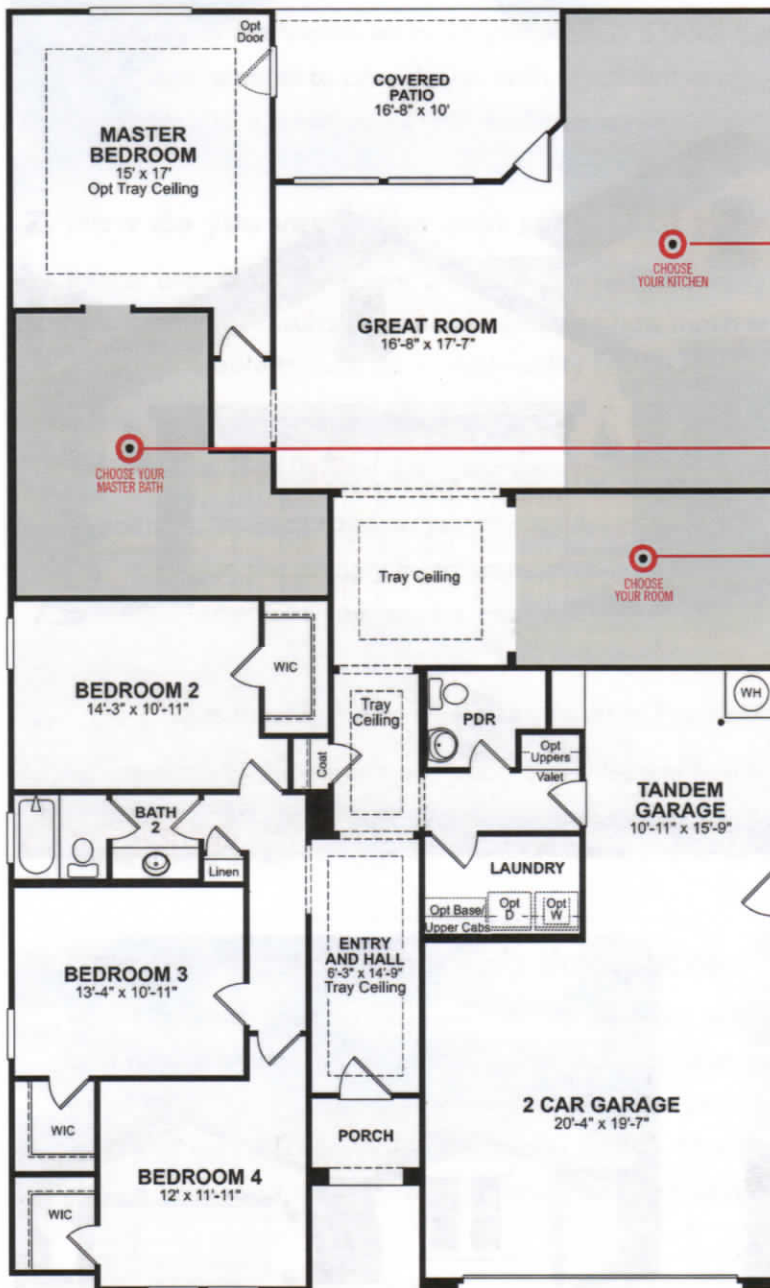 Opt
Door
COVERED
PATIO
16'-8" x 10'
MASTER
BEDROOM
15' x 17'
Opt Tray Ceiling
CHOOSE
YOUR KITCHEN
GREAT ROOM
16'-8" x 17'-7"
CHOOSE YOUR
MASTER BATH
Tray Ceiling
CHOOSE
YOUR ROOM
WIC
BEDROOM 2
14'-3" x 10'-11"
Tray
Ceiling
PDR
WH
Coat
Opt
Uppers
Valet
TANDEM
GARAGE
10'-11" x 15'-9"
BATH
2
Linen
LAUNDRY
Opt Base/
Upper Cabs
Opt
D
Opt
W
ENTRY
AND HALL
6'-3" x 14'-9"
Tray Ceiling
BEDROOM 3
13'-4" x 10'-11"
2 CAR GARAGE
20'-4" x 19'-7"
WIC
PORCH
BEDROOM 4
12' x 11'-11"
WIC